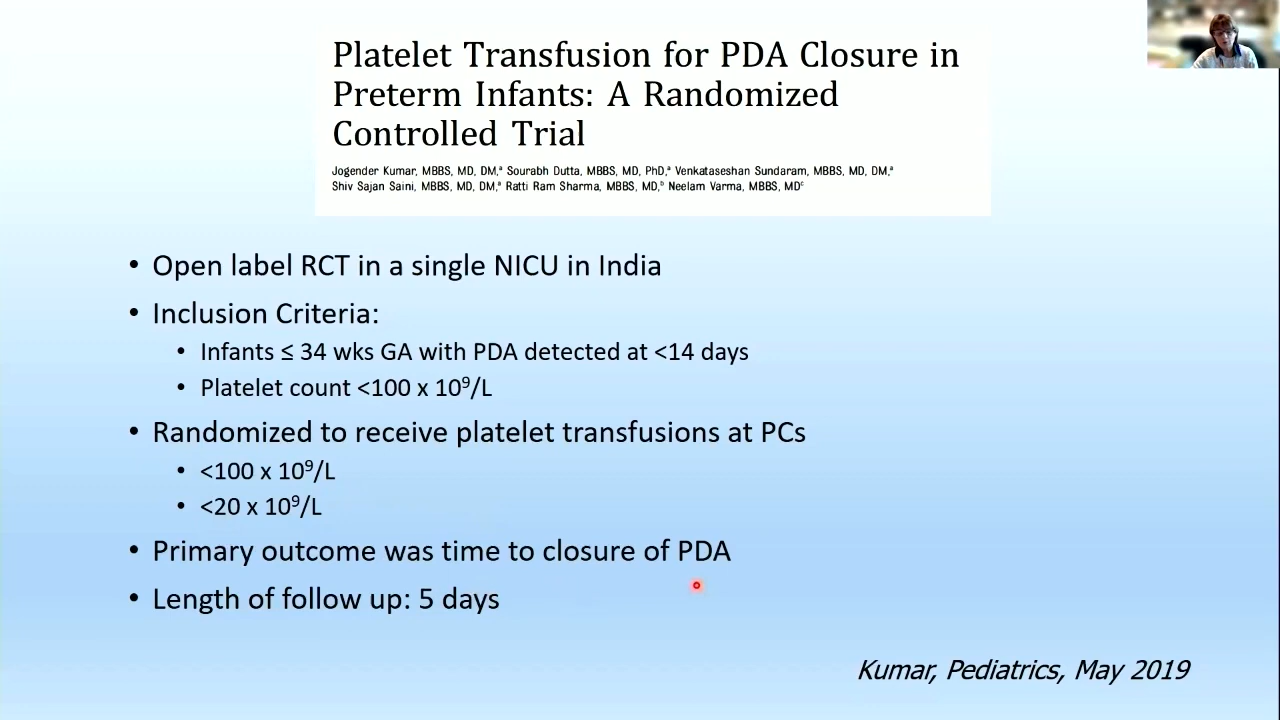 Platelet Transfusion for PDA Closure in
Preterm Infants: A Randomized
Controlled Trial
Jogender Kumar, MBBS, MD, DM,ª Sourabh Dutta, MBBS, MD, PhD,ª Venkataseshan Sundaram, MBBS, MD, DM,ª
Shiv Sajan Saini, MBBS, MD, DM,ª Ratti Ram Sharma, MBBS, MD,ᵇ Neelam Varma, MBBS, MDᶜ
• Open label RCT in a single NICU in India
• Inclusion Criteria:
• Infants ≤ 34 wks GA with PDA detected at <14 days
• Platelet count <100 x 10⁹/L
• Randomized to receive platelet transfusions at PCs
• <100 x 10⁹/L
• <20 x 10⁹/L
• Primary outcome was time to closure of PDA
• Length of follow up: 5 days
Kumar, Pediatrics, May 2019